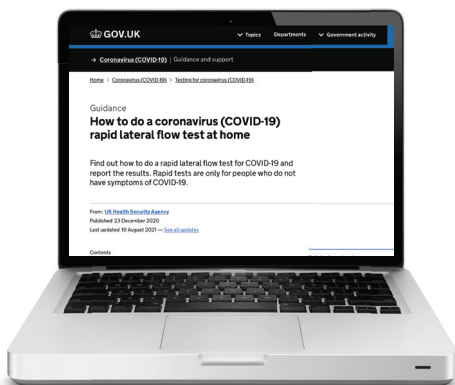 GOV.UK
Topics Departments Government activity
→ Coronavirus (COVID-19) | Guidance and support
Home > Coronavirus (COVID-19) > Testing for coronavirus (COVID-19)
Guidance
How to do a coronavirus (COVID-19)
rapid lateral flow test at home
Find out how to do a rapid lateral flow test for COVID-19 and
report the results. Rapid tests are only for people who do not
have symptoms of COVID-19.
From: UK Health Security Agency
Published 23 December 2020
Last updated 10 August 2021 — See all updates
Contents